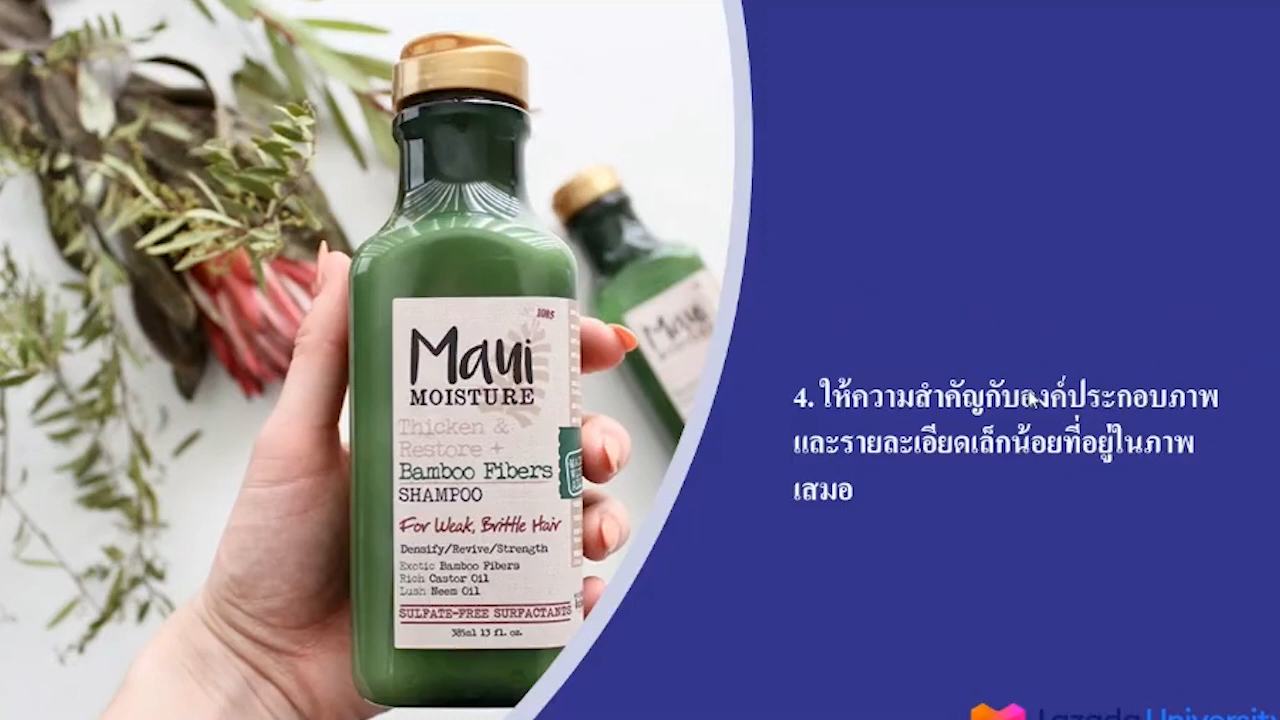 1085
Maui
MOISTURE
Thicken &
Restore +
Bamboo Fibers
SHAMPOO
For Weak, Brittle Hair
Densify/Revive/Strength
Exotic Bamboo Fibers
Rich Castor Oil
Lush Neem Oil
SULFATE-FREE SURFACTANTS
385ml 13 fl. oz.
Maui
4. ให้ความสำคัญกับองค์ประกอบภาพ
และรายละเอียดเล็กน้อยที่อยู่ในภาพ
เสมอ
Lazada University